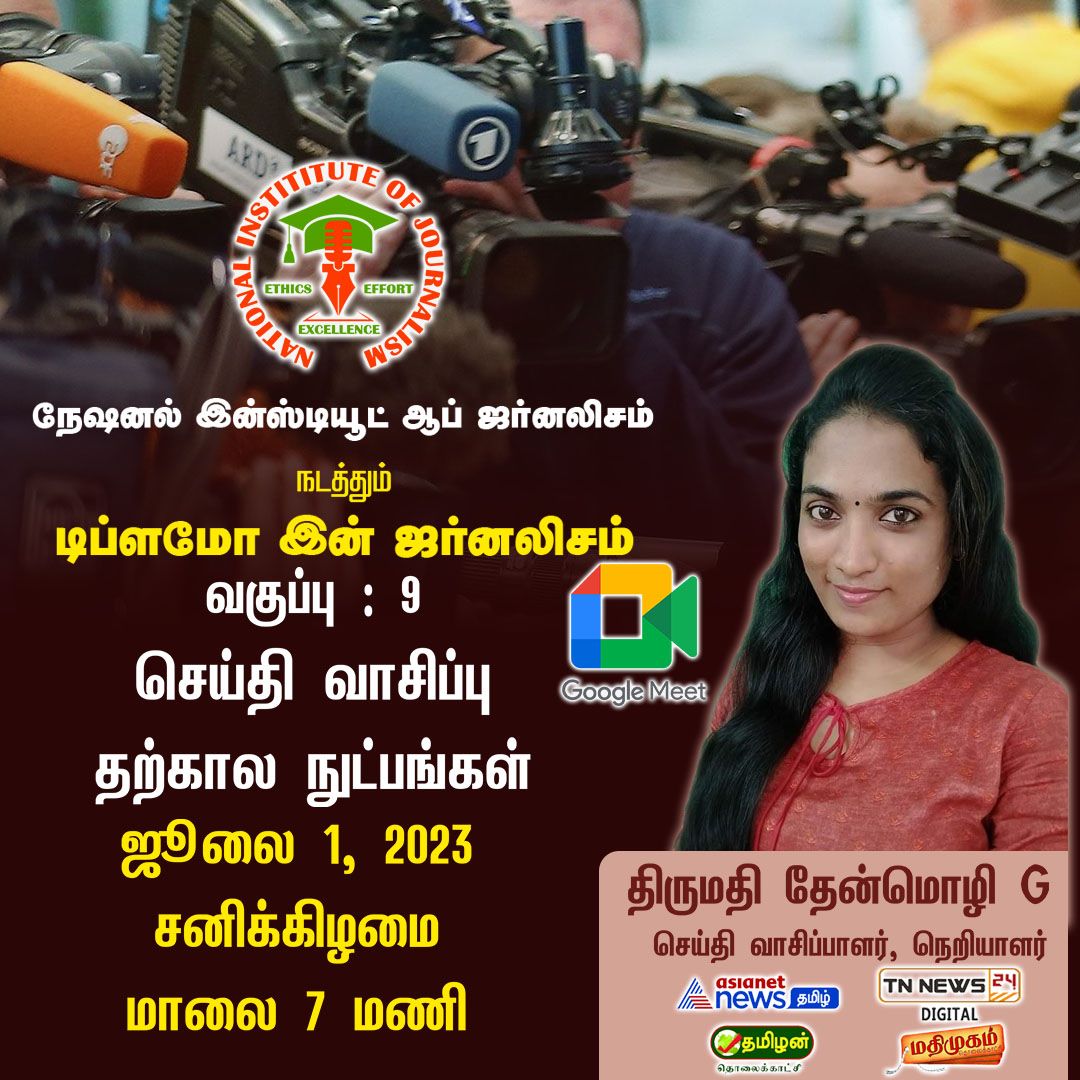 ARD
NATIONAL INSTITITUTE OF JOURNALISM
ETHICS EFFORT
EXCELLENCE
நேஷனல் இன்ஸ்டியூட் ஆப் ஜர்னலிசம்
நடத்தும்
டிப்ளமோ இன் ஜர்னலிசம்
வகுப்பு : 9
செய்தி வாசிப்பு
தற்கால நுட்பங்கள்
Google Meet
ஜூலை 1, 2023
சனிக்கிழமை
மாலை 7 மணி
திருமதி தேன்மொழி G
செய்தி வாசிப்பாளர், நெறியாளர்
asianet news தமிழ்
TN NEWS 24
DIGITAL
தமிழன்
தொலைக்காட்சி
மதிமுகம்
தொலைக்காட்சி